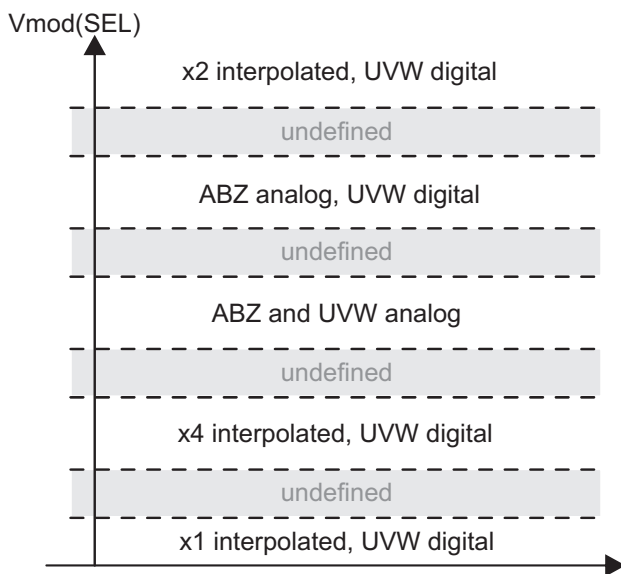 Vmod(SEL)
x2 interpolated, UVW digital
undefined
ABZ analog, UVW digital
undefined
ABZ and UVW analog
undefined
x4 interpolated, UVW digital
undefined
x1 interpolated, UVW digital